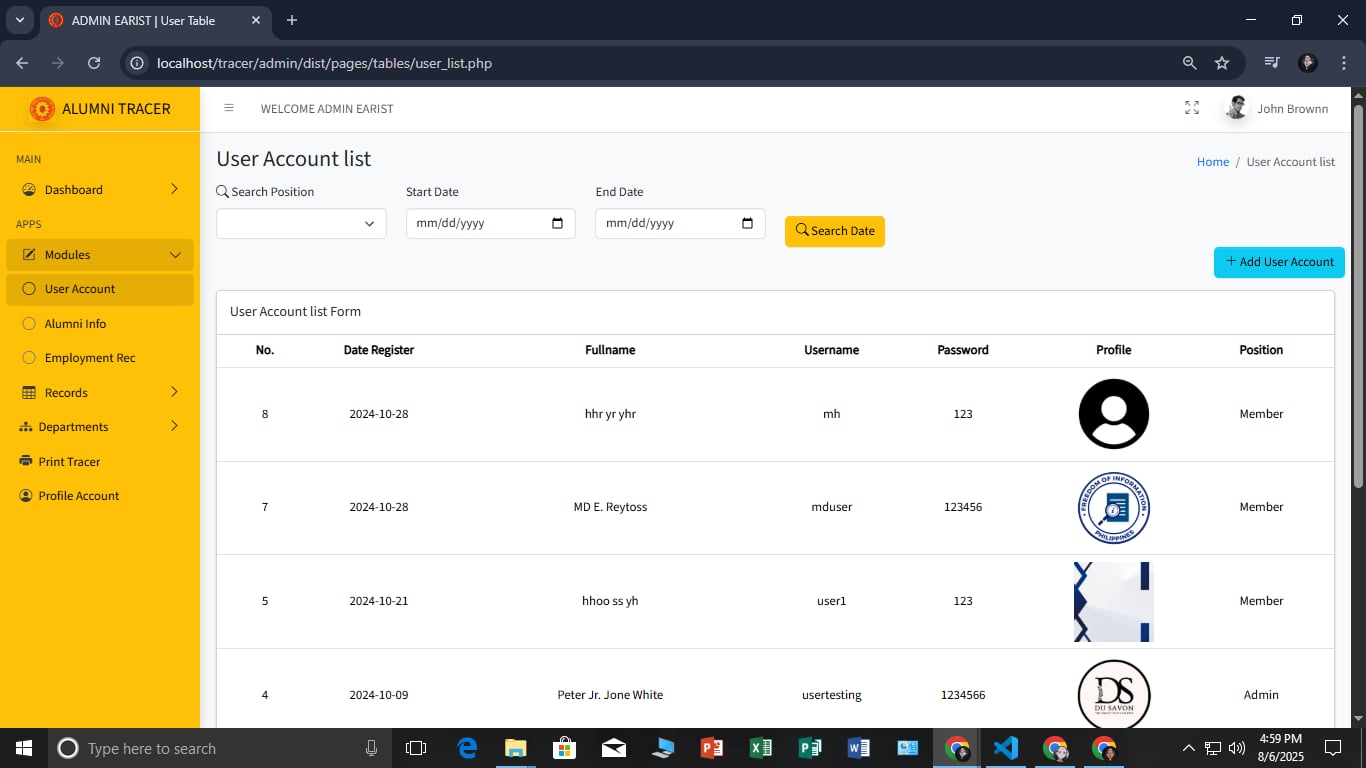 ADMIN EARIST | User Table
localhost/tracer/admin/dist/pages/tables/user_list.php
ALUMNI TRACER
WELCOME ADMIN EARIST
John Brownn
MAIN
Dashboard
APPS
Modules
User Account
Alumni Info
Employment Rec
Records
Departments
Print Tracer
Profile Account
User Account list
Home / User Account list
Search Position Start Date End Date
mm/dd/yyyy mm/dd/yyyy Search Date
+ Add User Account
User Account list Form
No. Date Register Fullname Username Password Profile Position
8 2024-10-28 hhr yr yhr mh 123 Member
7 2024-10-28 MD E. Reytoss mduser 123456 Member
FREEDOM OF INFORMATION
PHILIPPINES
5 2024-10-21 hhoo ss yh user1 123 Member
4 2024-10-09 Peter Jr. Jone White usertesting 1234566 Admin
DS
DU SAVON
Type here to search
4:59 PM
8/6/2025